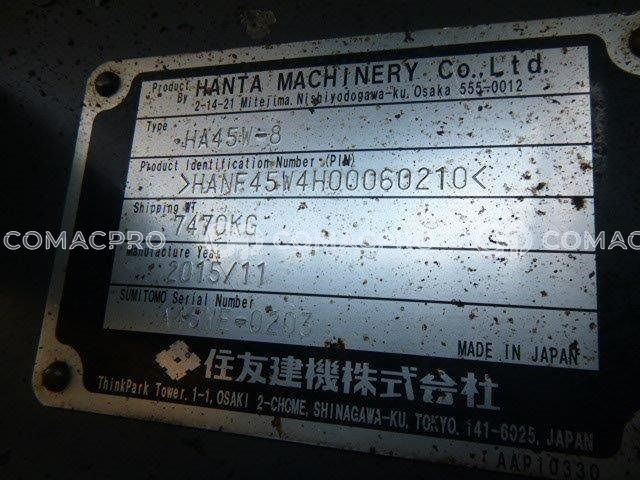 Product By HANTA MACHINERY Co.,Ltd.
2-14-21 Mitejima, Nishiyodogawa-ku, Osaka 555-0012
Type
HA45W-8
Product Identification Number (PIN)
>HANF45W4H00060210<
Shipping WT
7470KG
COMACPRO
Manufacture Year
2015/11
SUMITOMO Serial Number
MADE IN JAPAN
住友建機株式会社
ThinkPark Tower. 1-1, OSAKI 2-CHOME, SHINAGAWA-KU, TOKYO. 141-6025, JAPAN
AAP10330